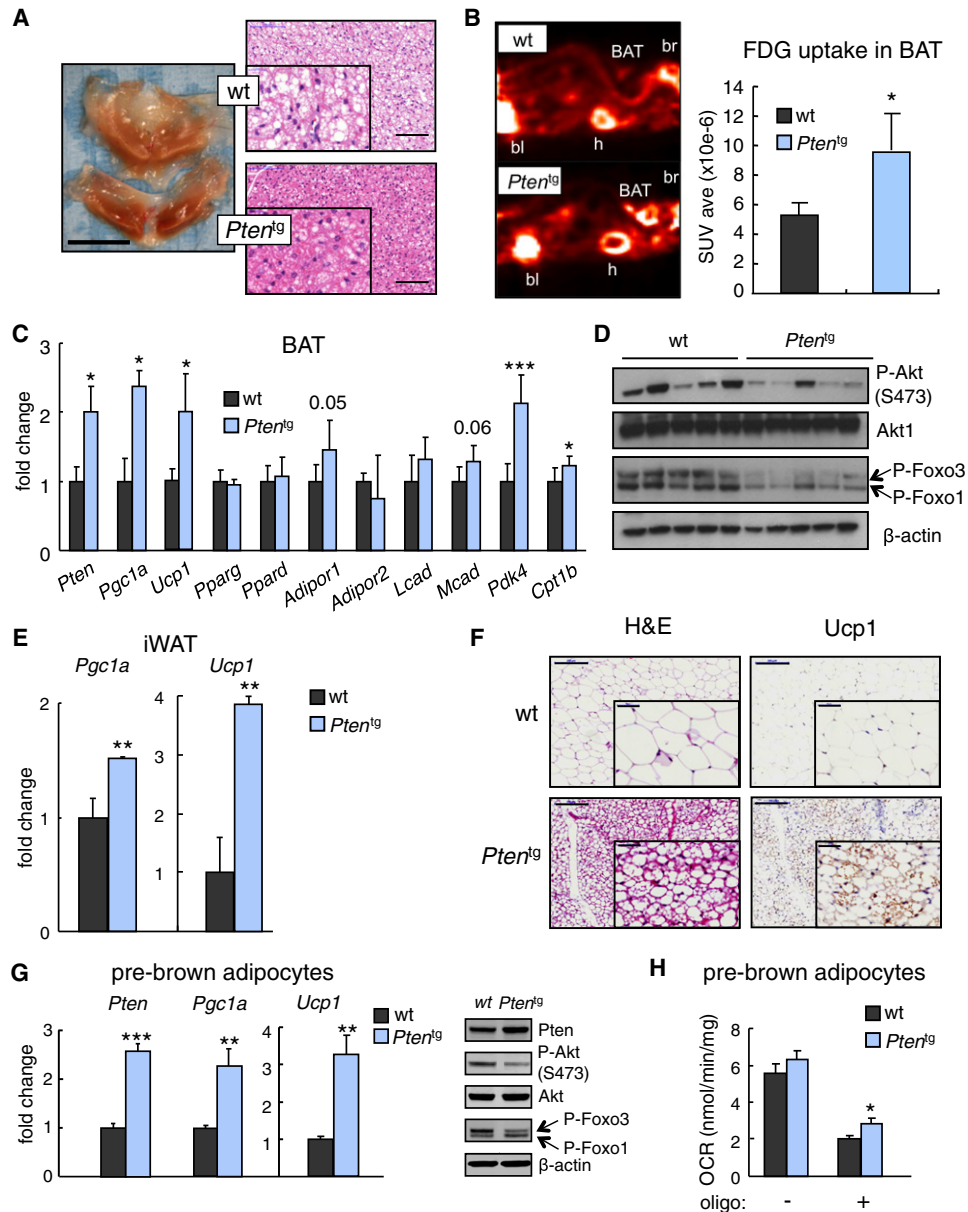 A
wt
Pten^tg
B
wt
BAT
br
bl
h
Pten^tg
BAT
br
bl
h
FDG uptake in BAT
SUV ave (x10e-6)
14
12
10
8
6
4
2
0
*
wt
Pten^tg
C
BAT
fold change
3
2
1
0
* * * 0.05 0.06 *** *
wt
Pten^tg
Pten Pgc1a Ucp1 Pparg Ppard Adipor1 Adipor2 Lcad Mcad Pdk4 Cpt1b
D
wt Pten^tg
P-Akt
(S473)
Akt1
P-Foxo3
P-Foxo1
β-actin
E
iWAT
Pgc1a Ucp1
fold change
2
1
0
**
4
3
2
1
**
wt
Pten^tg
F
H&E Ucp1
wt
Pten^tg
G
pre-brown adipocytes
Pten Pgc1a Ucp1
fold change
3
2
1
0
*** **
4
3
2
1
**
wt
Pten^tg
wt Pten^tg
Pten
P-Akt
(S473)
Akt
P-Foxo3
P-Foxo1
β-actin
H
pre-brown adipocytes
wt
Pten^tg
OCR (nmol/min/mg)
8
6
4
2
0
*
oligo: - +